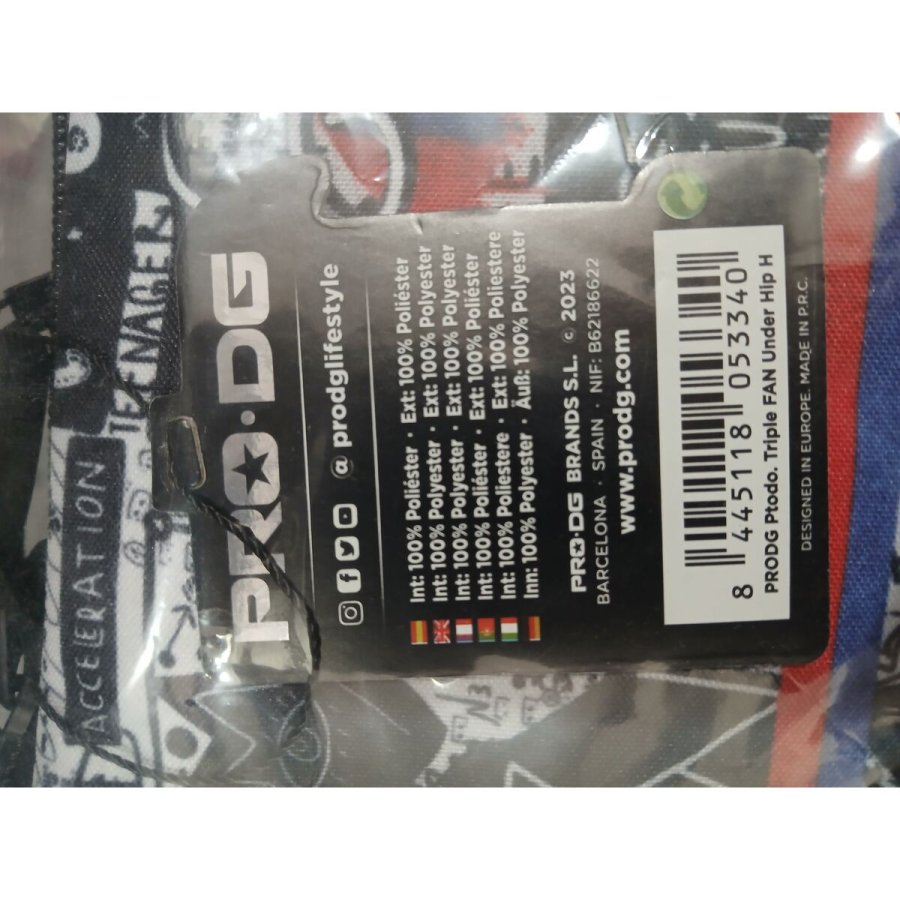 PRO·DG
@prodglifestyle
Int: 100% Poliéster · Ext: 100% Poliéster
Int: 100% Polyester · Ext: 100% Polyester
Int: 100% Polyester · Ext: 100% Polyester
Int: 100% Poliéster · Ext: 100% Poliéster
Int: 100% Poliestere · Ext: 100% Poliestere
Inn: 100% Polyester · Äuß: 100% Polyester
PRO·DG BRANDS S.L. © 2023
BARCELONA · SPAIN · NIF: B62186622
www.prodg.com
8 445118 053340
PRODG Ptodo. Triple FAN Under Hip H
DESIGNED IN EUROPE. MADE IN P.R.C.
TEENAGER
ACCELERATION